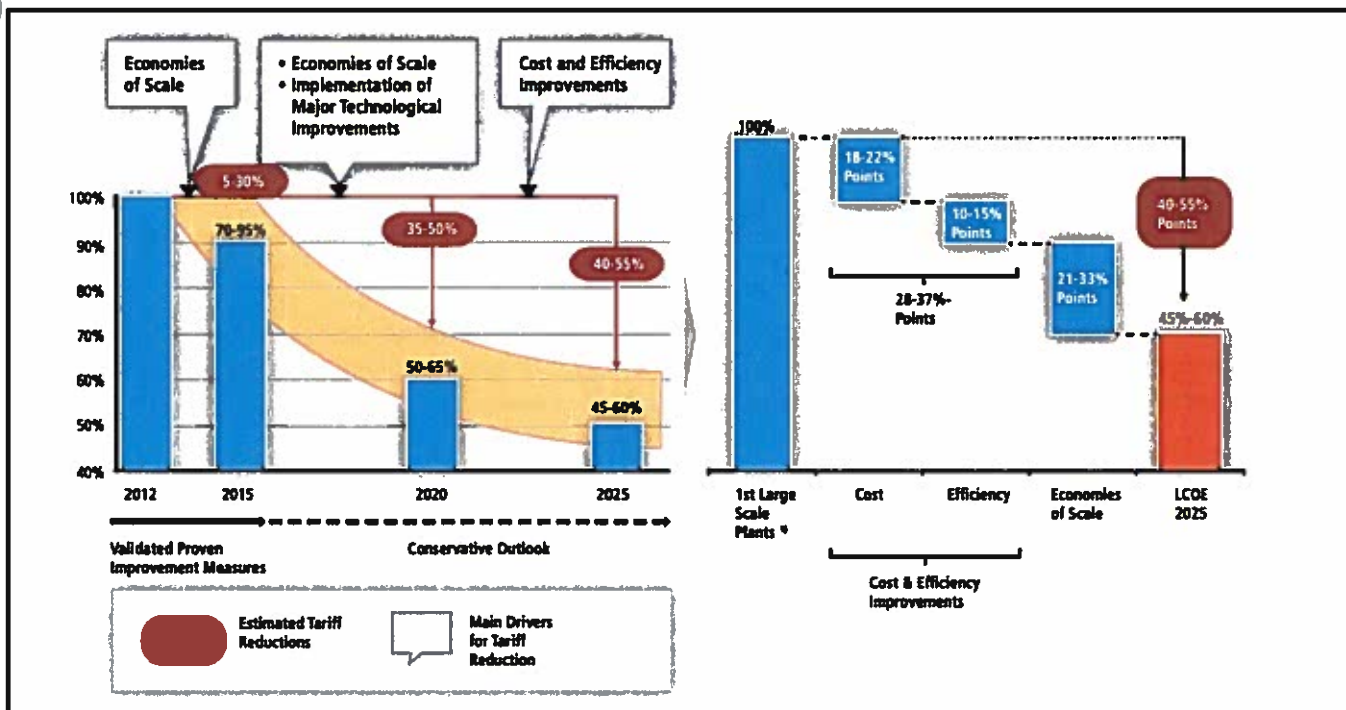 Economies
of Scale
• Economies of Scale
• Implementation of
Major Technological
Improvements
Cost and Efficiency
Improvements
5-30%
100%
90%
80%
70%
60%
50%
40%
70-95%
35-50%
40-55%
50-65%
45-60%
2012
2015
2020
2025
Validated Proven
Improvement Measures
Conservative Outlook
Estimated Tariff
Reductions
Main Drivers
for Tariff
Reduction
100%
18-22%
Points
10-15%
Points
28-37%-
Points
21-33%
Points
40-55%
Points
45%-60%
1st Large
Scale
Plants *
Cost
Efficiency
Economies
of Scale
LCOE
2025
Cost & Efficiency
Improvements